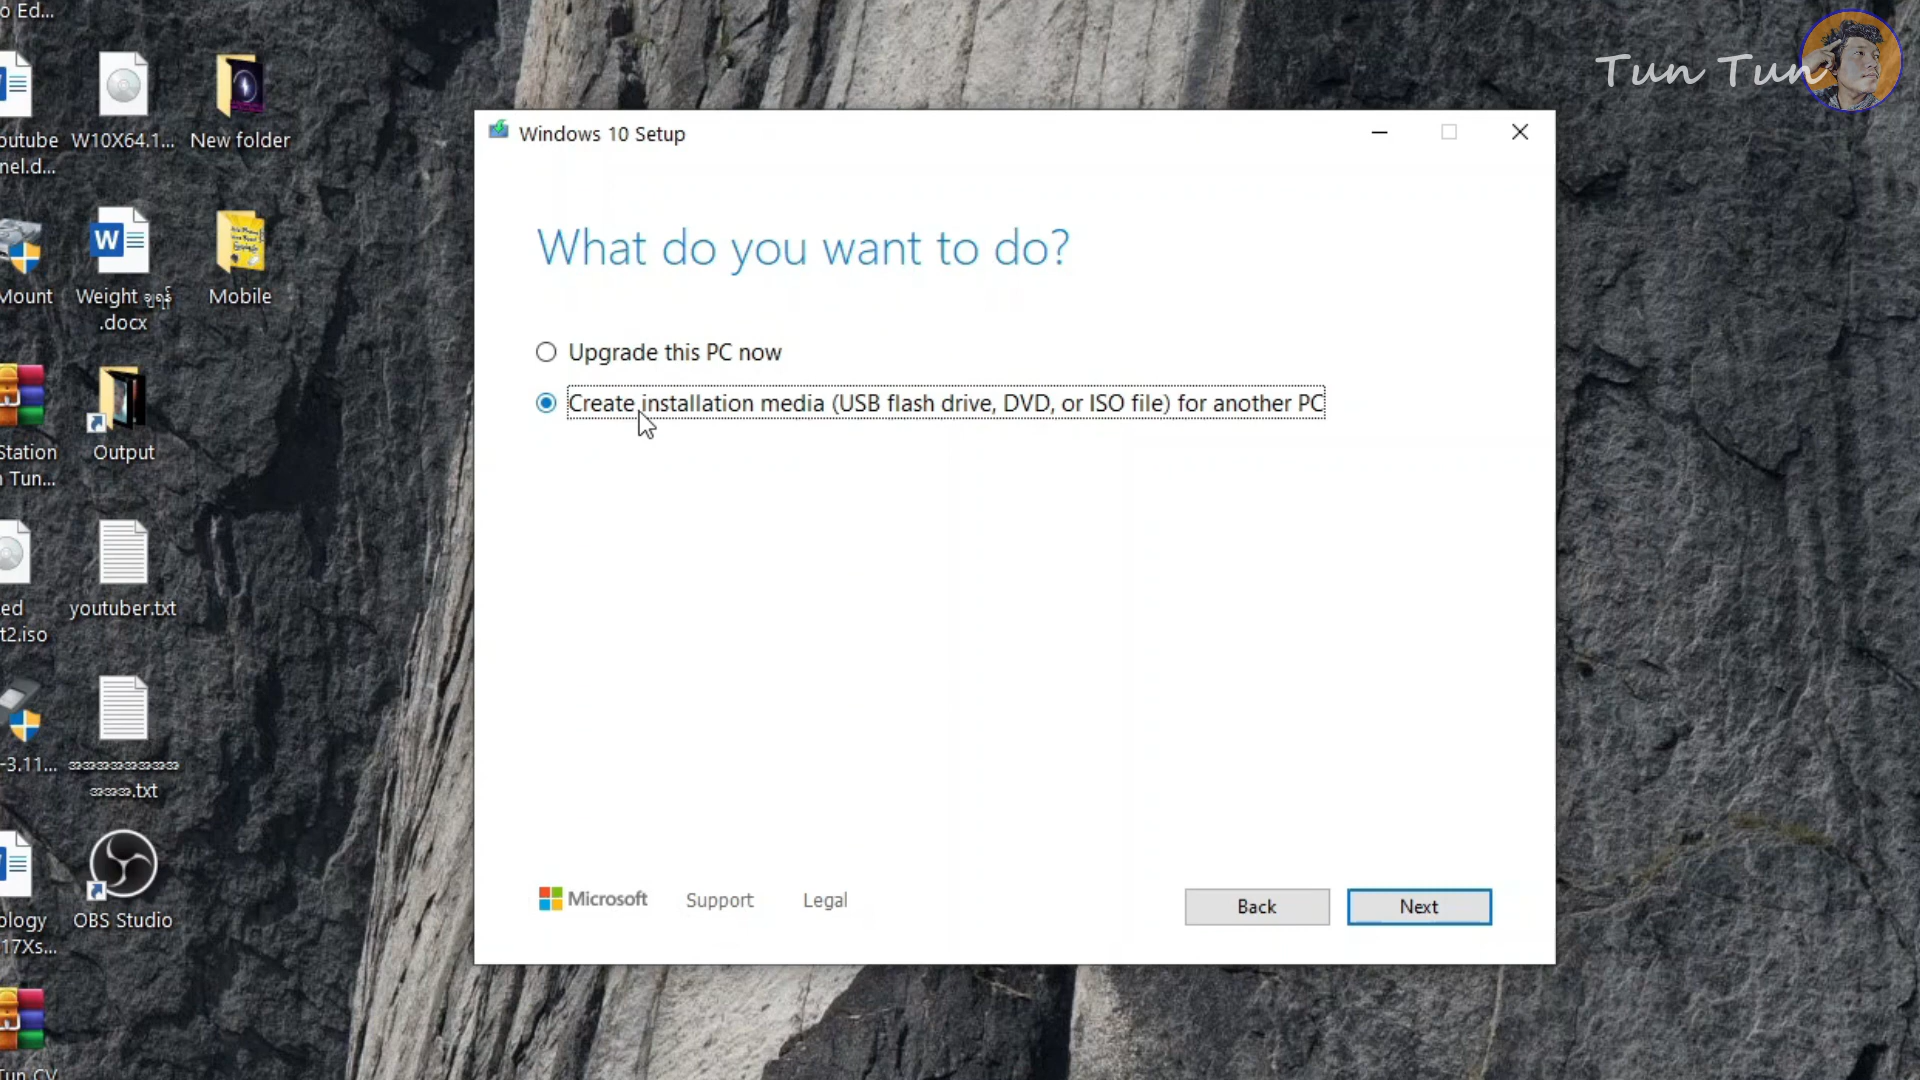 Tun Tun
o Ed...
outube
nel.d...
W10X64.1...
New folder
Mount
Weight ချရန်
.docx
Mobile
Station
n Tun...
Output
ed
t2.iso
youtuber.txt
-3.11...
.txt
ology
17Xs...
OBS Studio
Tun CV
Windows 10 Setup
What do you want to do?
Upgrade this PC now
Create installation media (USB flash drive, DVD, or ISO file) for another PC
Microsoft
Support
Legal
Back
Next